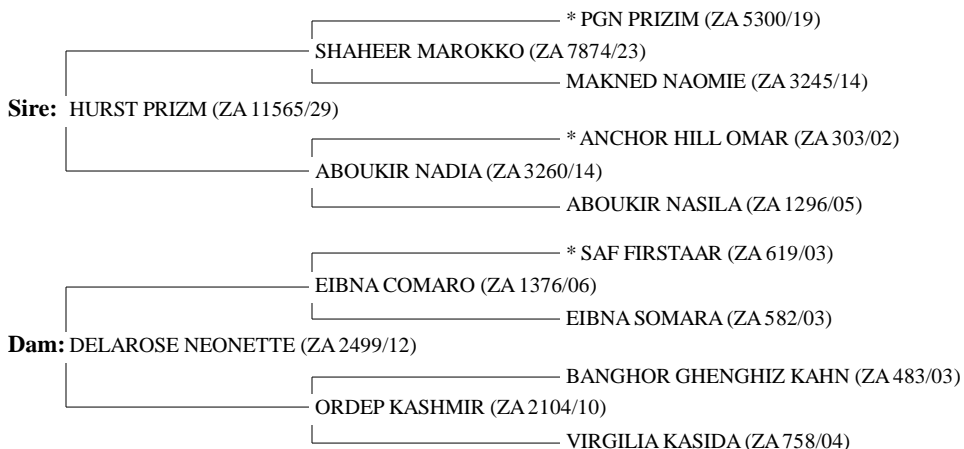 * PGN PRIZIM (ZA 5300/19)
SHAHEER MAROKKO (ZA 7874/23)
MAKNED NAOMIE (ZA 3245/14)
Sire: HURST PRIZM (ZA 11565/29)
* ANCHOR HILL OMAR (ZA 303/02)
ABOUKIR NADIA (ZA 3260/14)
ABOUKIR NASILA (ZA 1296/05)
* SAF FIRSTAAR (ZA 619/03)
EIBNA COMARO (ZA 1376/06)
EIBNA SOMARA (ZA 582/03)
Dam: DELAROSE NEONETTE (ZA 2499/12)
BANGHOR GHENGHIZ KAHN (ZA 483/03)
ORDEP KASHMIR (ZA 2104/10)
VIRGILIA KASIDA (ZA 758/04)